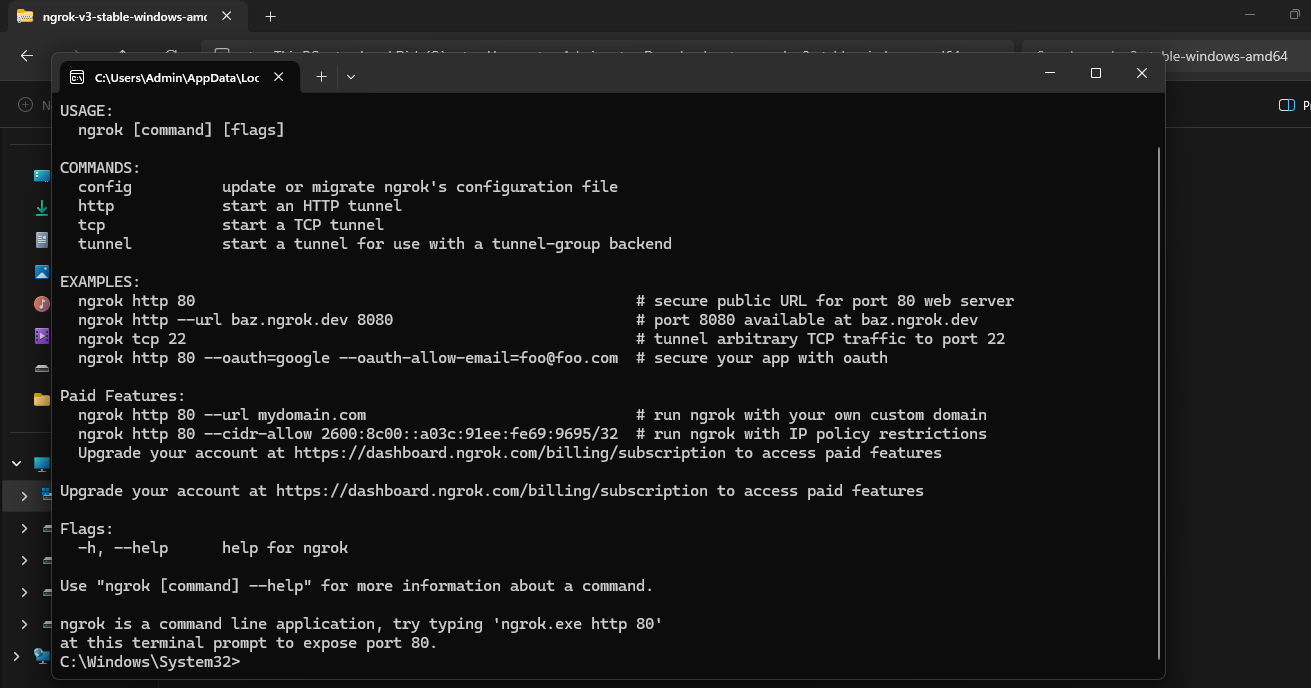 ngrok-v3-stable-windows-amd
ble-windows-amd64
C:\Users\Admin\AppData\Loc
USAGE:
ngrok [command] [flags]
COMMANDS:
config update or migrate ngrok's configuration file
http start an HTTP tunnel
tcp start a TCP tunnel
tunnel start a tunnel for use with a tunnel-group backend
EXAMPLES:
ngrok http 80 # secure public URL for port 80 web server
ngrok http --url baz.ngrok.dev 8080 # port 8080 available at baz.ngrok.dev
ngrok tcp 22 # tunnel arbitrary TCP traffic to port 22
ngrok http 80 --oauth=google --oauth-allow-email=foo@foo.com # secure your app with oauth
Paid Features:
ngrok http 80 --url mydomain.com # run ngrok with your own custom domain
ngrok http 80 --cidr-allow 2600:8c00::a03c:91ee:fe69:9695/32 # run ngrok with IP policy restrictions
Upgrade your account at https://dashboard.ngrok.com/billing/subscription to access paid features
Upgrade your account at https://dashboard.ngrok.com/billing/subscription to access paid features
Flags:
-h, --help help for ngrok
Use "ngrok [command] --help" for more information about a command.
ngrok is a command line application, try typing 'ngrok.exe http 80'
at this terminal prompt to expose port 80.
C:\Windows\System32>